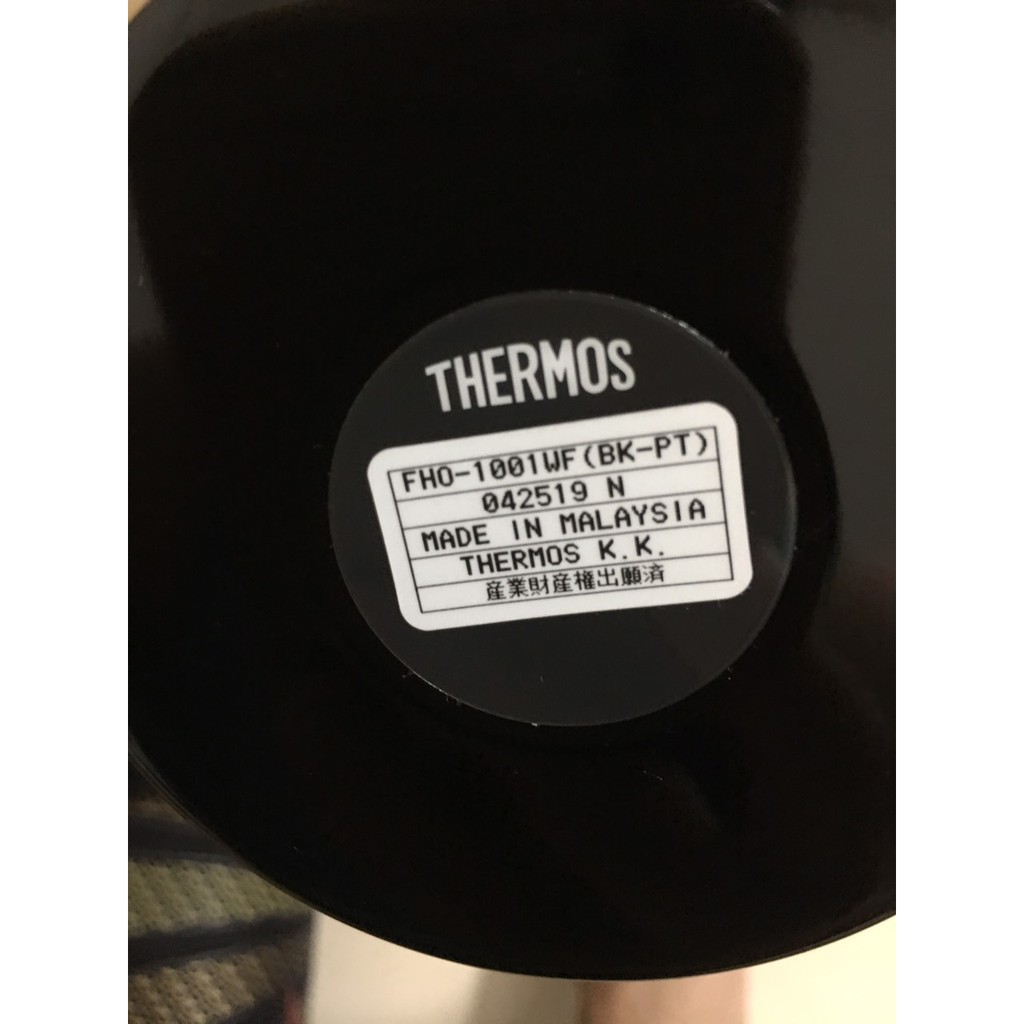 THERMOS
FHO-1001WF(BK-PT)
042519 N
MADE IN MALAYSIA
THERMOS K.K.
産業財産権出願済